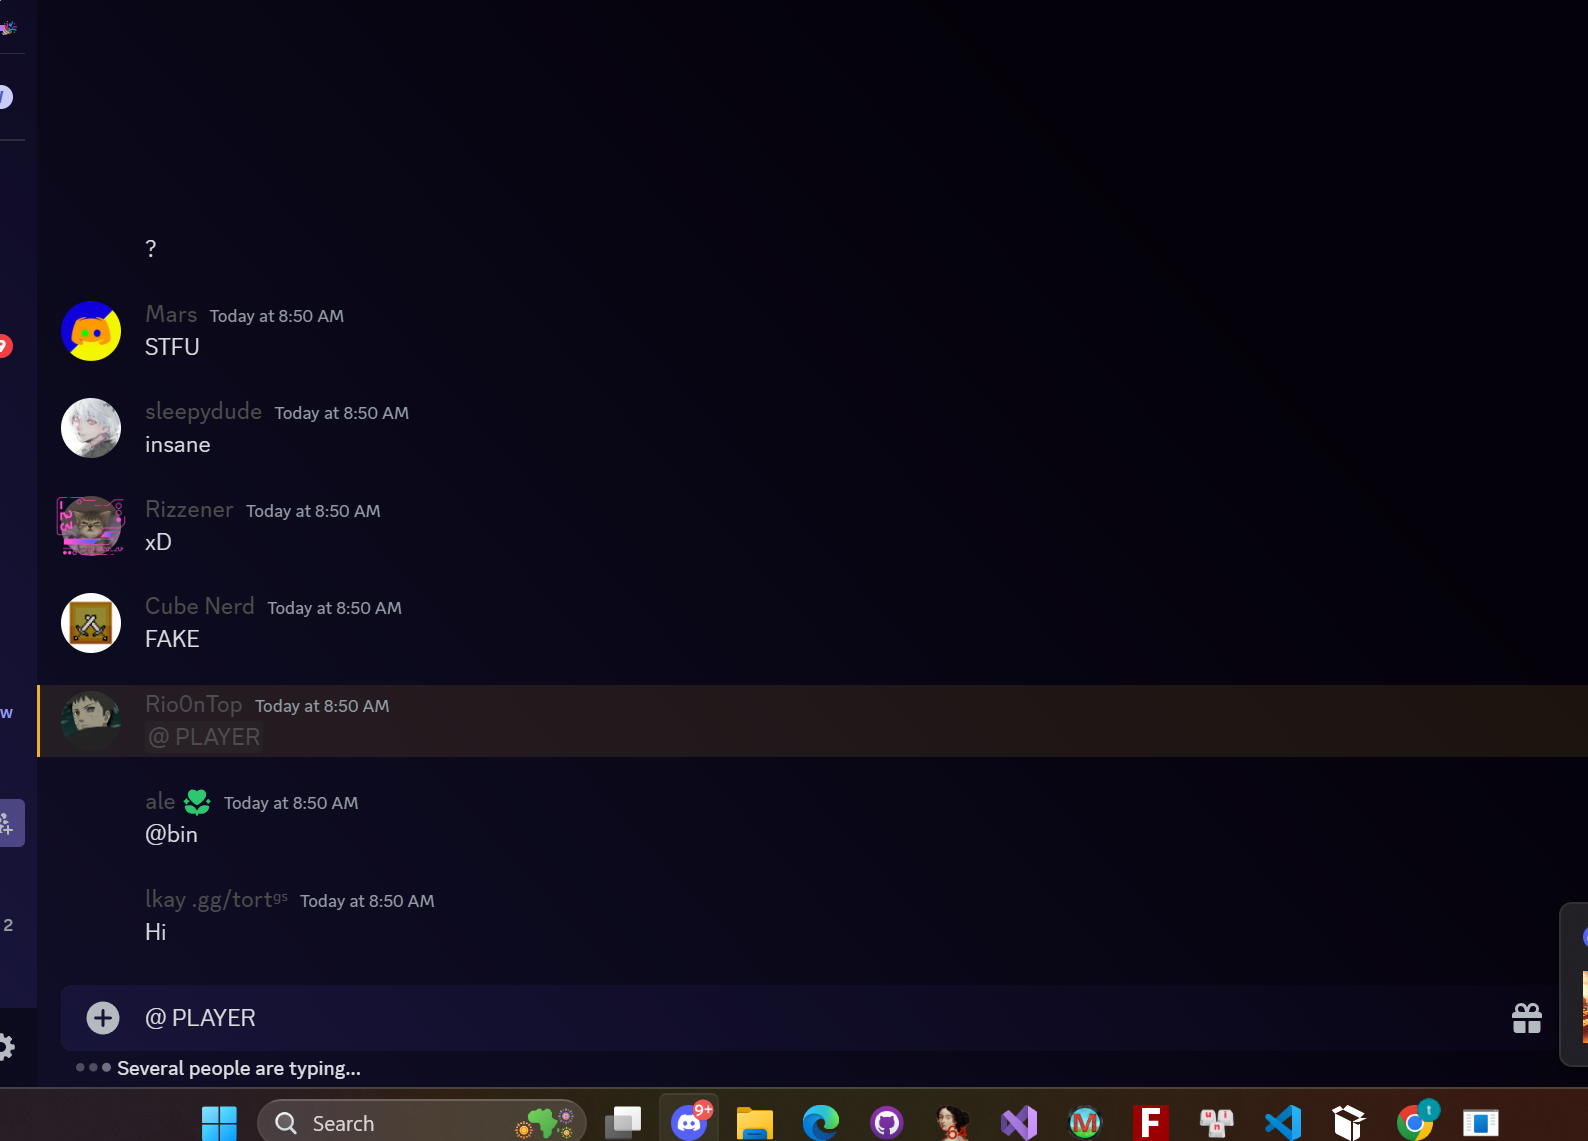 ?
Mars Today at 8:50 AM
STFU
sleepydude Today at 8:50 AM
insane
Rizzener Today at 8:50 AM
xD
Cube Nerd Today at 8:50 AM
FAKE
Rio0nTop Today at 8:50 AM
@ PLAYER
ale Today at 8:50 AM
@bin
lkay .gg/tortᵍˢ Today at 8:50 AM
Hi
2
@ PLAYER
Several people are typing...
Search
9+
64
M
F
u i n
t